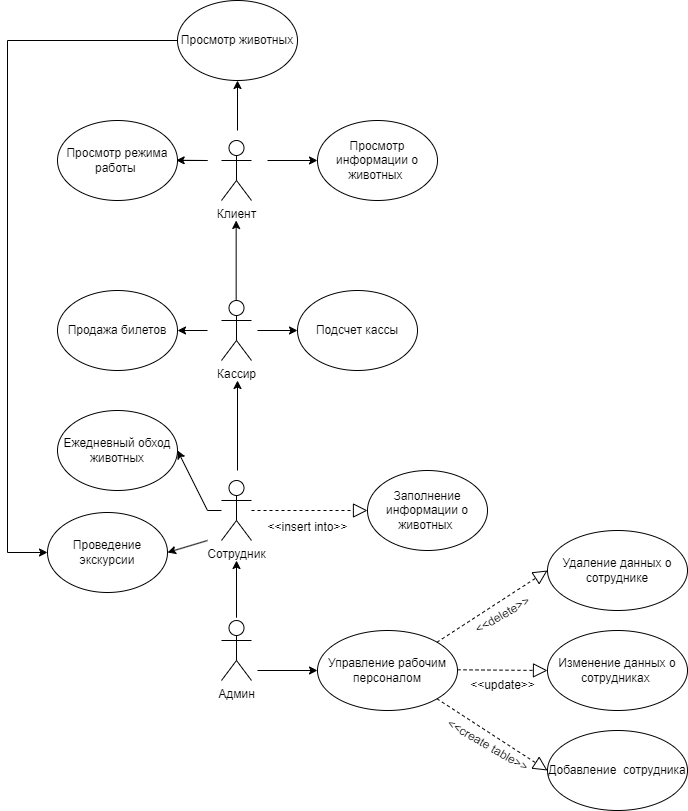 Просмотр животных
Просмотр режима
работы
Просмотр
информации о
животных
Клиент
Продажа билетов
Подсчет кассы
Кассир
Ежедневный обход
животных
Заполнение
информации о
животных
<<insert into>>
Проведение
экскурсии
Сотрудник
Удаление данных о
сотруднике
<<delete>>
Управление рабочим
персоналом
Изменение данных о
сотрудниках
<<update>>
Админ
<<create table>>
Добавление сотрудника